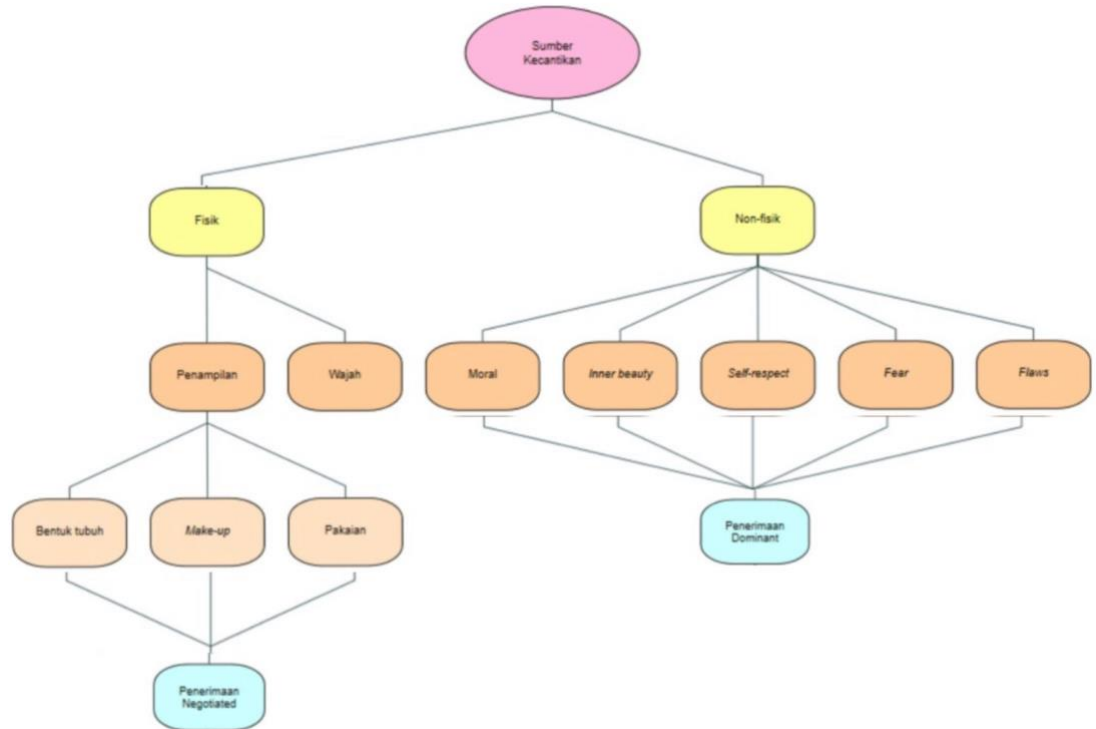 Sumber
Kecantikan
Fisik
Non-fisik
Penampilan
Wajah
Moral
Inner beauty
Self-respect
Fear
Flaws
Bentuk tubuh
Make-up
Pakaian
Penerimaan
Dominant
Penerimaan
Negotiated